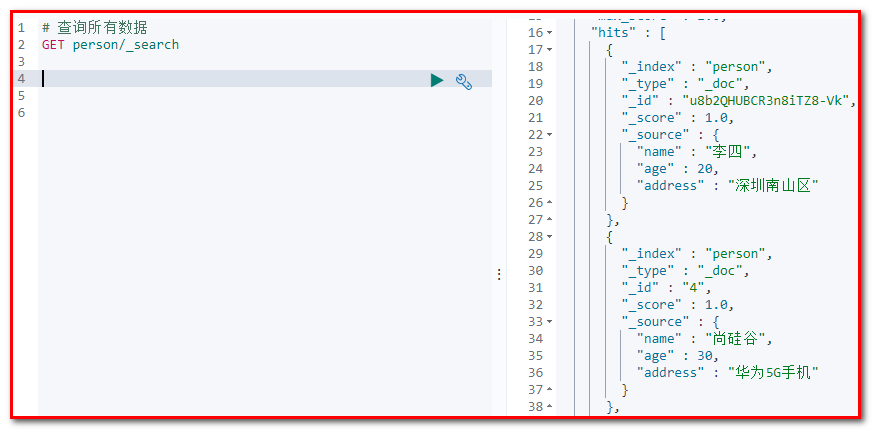 1 # 查询所有数据
2 GET person/_search
3
4
5
6
16 "hits" : [
17 {
18 "_index" : "person",
19 "_type" : "_doc",
20 "_id" : "u8b2QHUBCR3n8iTZ8-Vk",
21 "_score" : 1.0,
22 "_source" : {
23 "name" : "李四",
24 "age" : 20,
25 "address" : "深圳南山区"
26 }
27 },
28 {
29 "_index" : "person",
30 "_type" : "_doc",
31 "_id" : "4",
32 "_score" : 1.0,
33 "_source" : {
34 "name" : "尚硅谷",
35 "age" : 30,
36 "address" : "华为5G手机"
37 }
38 },